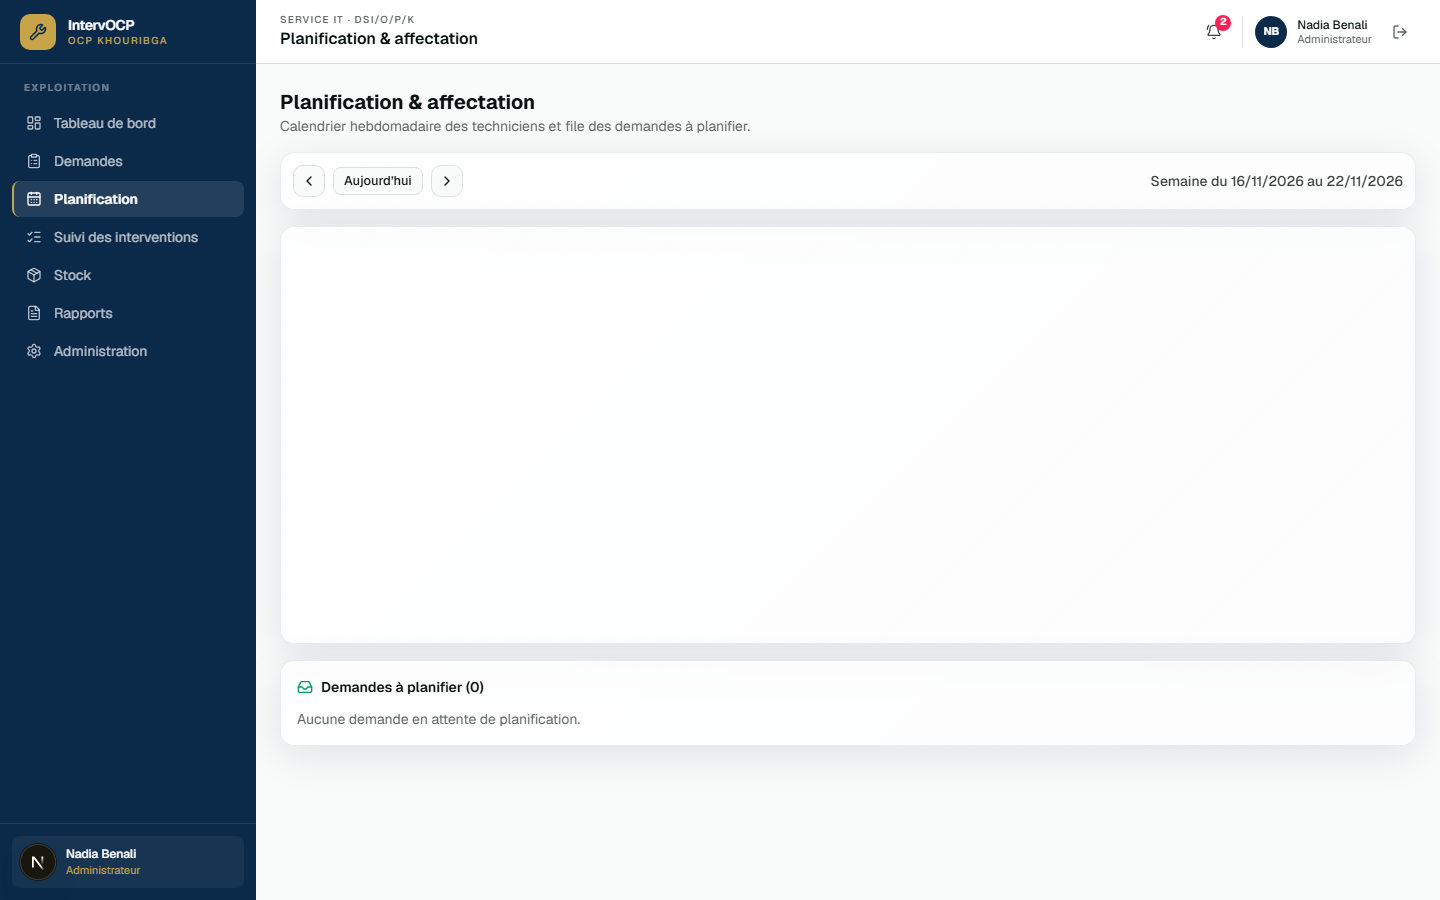 IntervOCP
OCP KHOURIBGA
EXPLOITATION
Tableau de bord
Demandes
Planification
Suivi des interventions
Stock
Rapports
Administration
N
Nadia Benali
Administrateur
SERVICE IT · DSI/O/P/K
Planification & affectation
2
NB
Nadia Benali
Administrateur
Planification & affectation
Calendrier hebdomadaire des techniciens et file des demandes à planifier.
Aujourd'hui
Semaine du 16/11/2026 au 22/11/2026
Demandes à planifier (0)
Aucune demande en attente de planification.